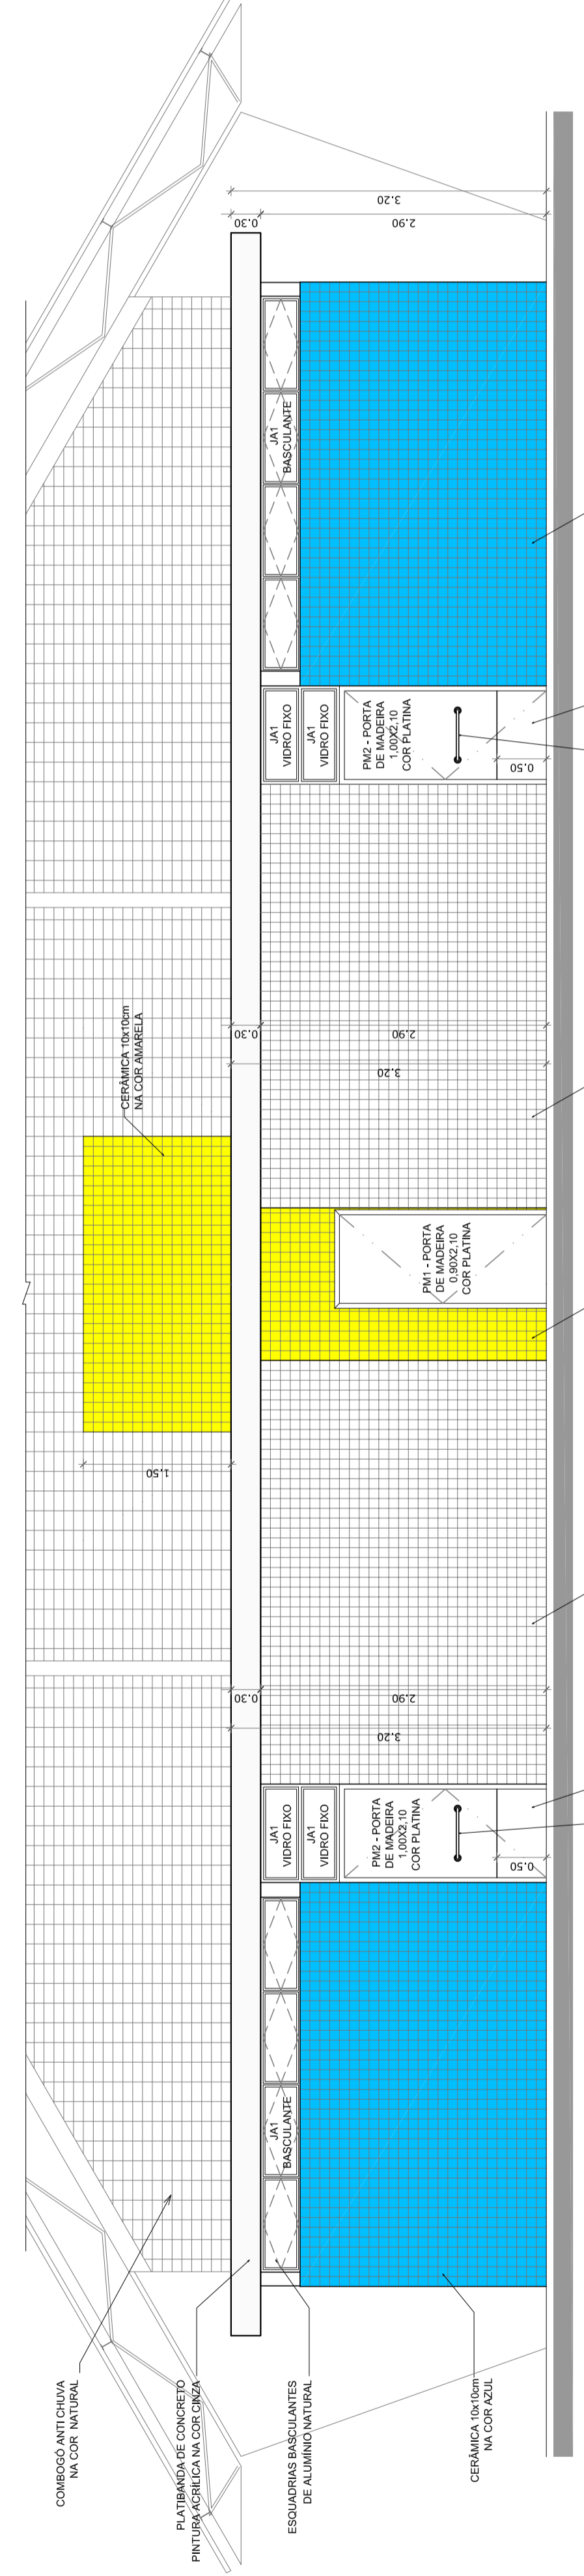 3.20
0.30
2.90
JA1
BASCULANTE
JA1
VIDRO FIXO
JA1
VIDRO FIXO
PM2 - PORTA
DE MADEIRA
1,00X2,10
COR PLATINA
0.50
CERÂMICA 10x10cm
NA COR AMARELA
0.30
2.90
3.20
PM1 - PORTA
DE MADEIRA
0,90X2,10
COR PLATINA
1.50
0.30
2.90
3.20
JA1
VIDRO FIXO
JA1
VIDRO FIXO
PM2 - PORTA
DE MADEIRA
1,00X2,10
COR PLATINA
0.50
JA1
BASCULANTE
COMBOGÓ ANTI CHUVA
NA COR NATURAL
PLATIBANDA DE CONCRETO
PINTURA ACRÍLICA NA COR CINZA
ESQUADRIAS BASCULANTES
DE ALUMÍNIO NATURAL
CERÂMICA 10x10cm
NA COR AZUL